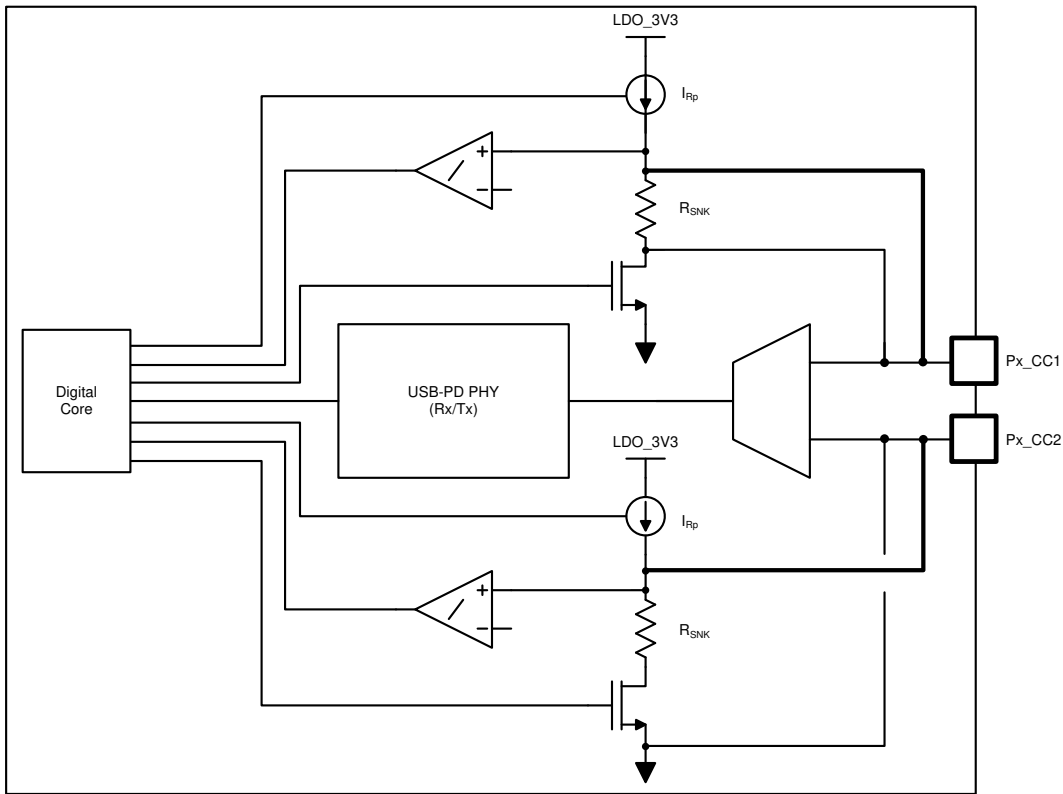 LDO_3V3
IRp
+
−
RSNK
Digital
Core
USB-PD PHY
(Rx/Tx)
Px_CC1
Px_CC2
LDO_3V3
IRp
+
−
RSNK